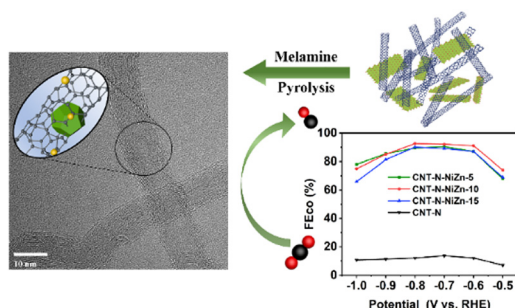 Melamine
Pyrolysis
10 nm
FEco (%)
100
80
60
40
20
0
CNT-N-NiZn-5
CNT-N-NiZn-10
CNT-N-NiZn-15
CNT-N
-1.0 -0.9 -0.8 -0.7 -0.6 -0.5
Potential (V vs. RHE)